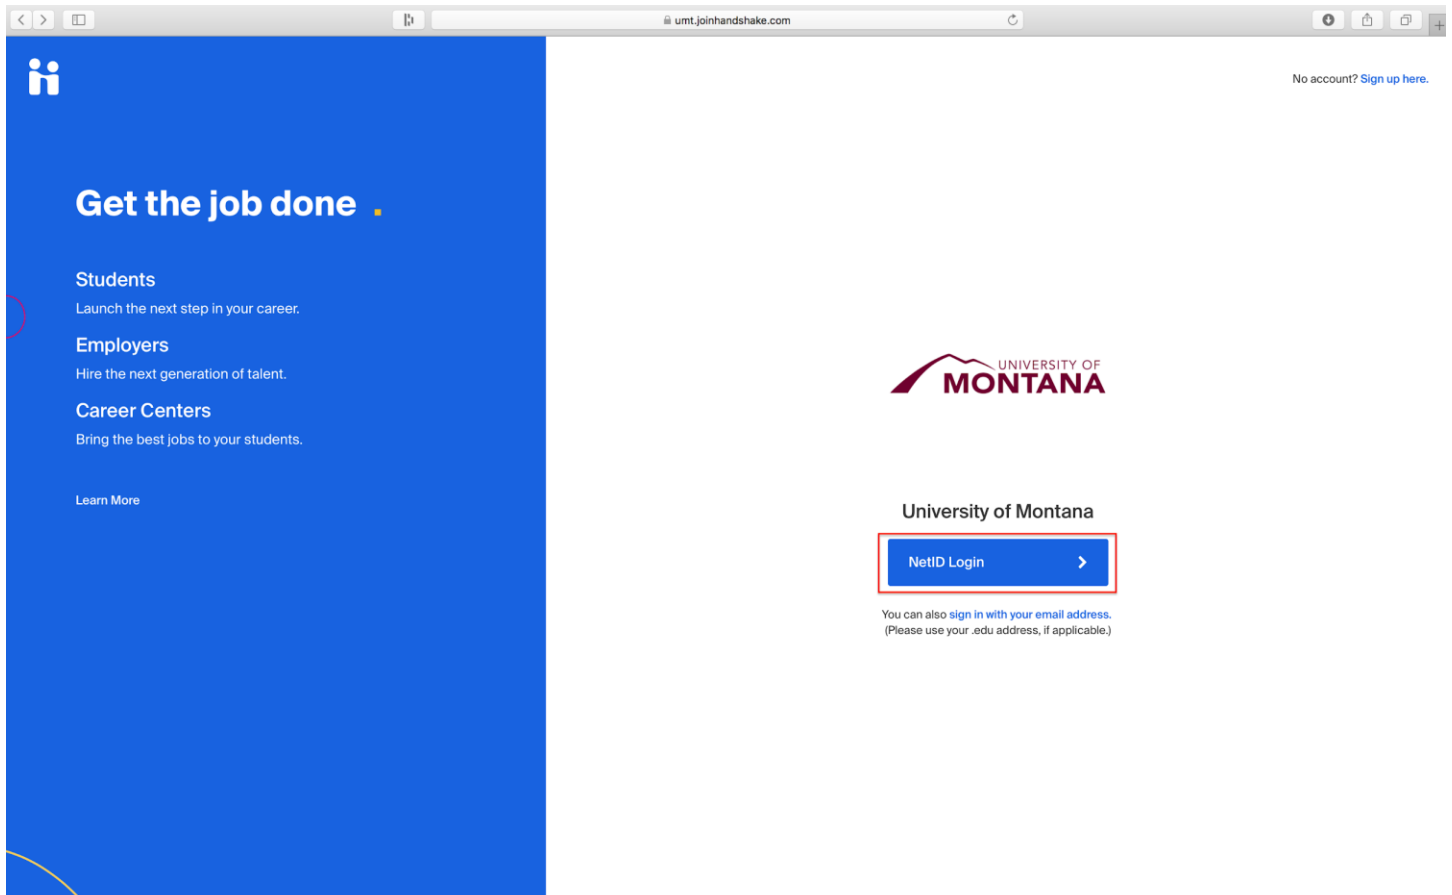 umt.joinhandshake.com
No account? Sign up here.
Get the job done .
Students
Launch the next step in your career.
Employers
Hire the next generation of talent.
Career Centers
Bring the best jobs to your students.
Learn More
UNIVERSITY OF
MONTANA
University of Montana
NetID Login
You can also sign in with your email address.
(Please use your .edu address, if applicable.)